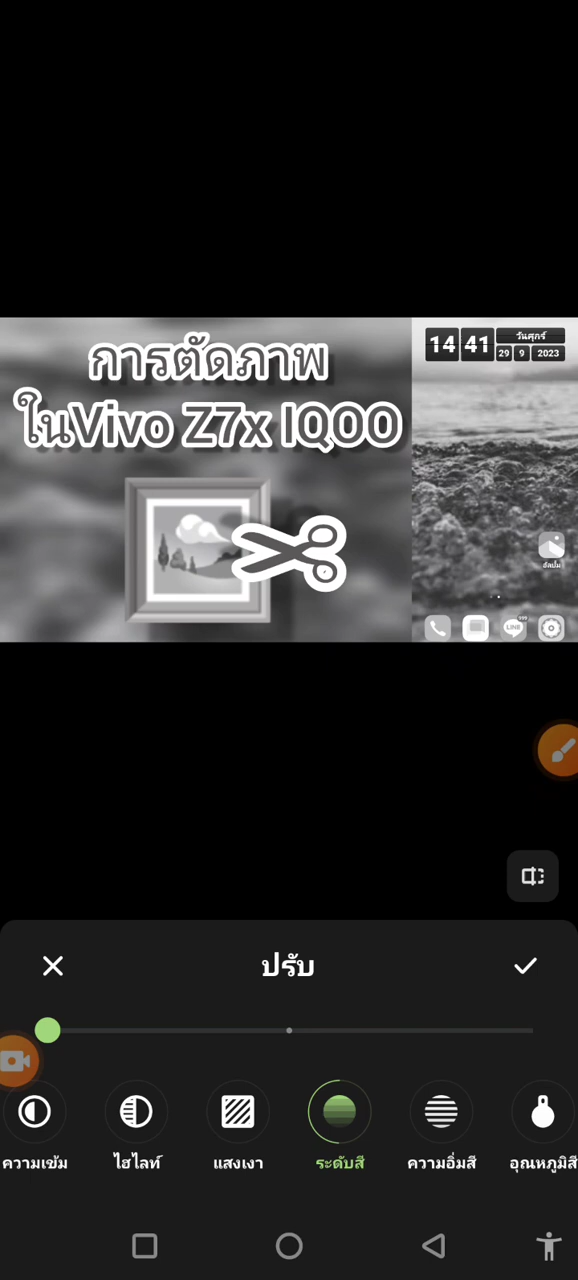 การตัดภาพ
ในVivo Z7x IQOO
14 41
วันศุกร์
29 9 2023
อัลบั้ม
LINE
999
ปรับ
ความเข้ม
ไฮไลท์
แสงเงา
ระดับสี
ความอิ่มสี
อุณหภูมิสี